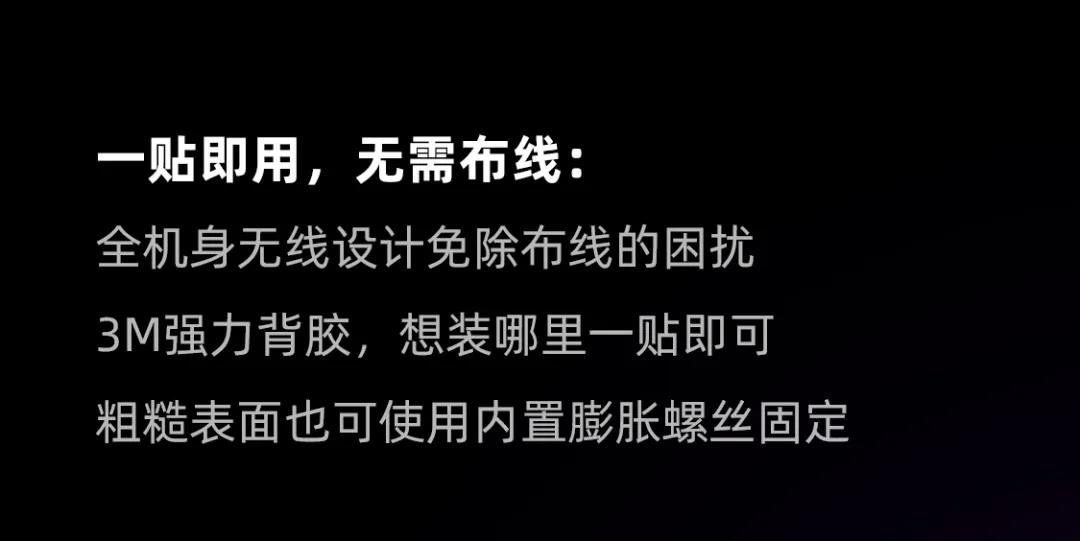 一贴即用，无需布线：
全机身无线设计免除布线的困扰
3M强力背胶，想装哪里一贴即可
粗糙表面也可使用内置膨胀螺丝固定